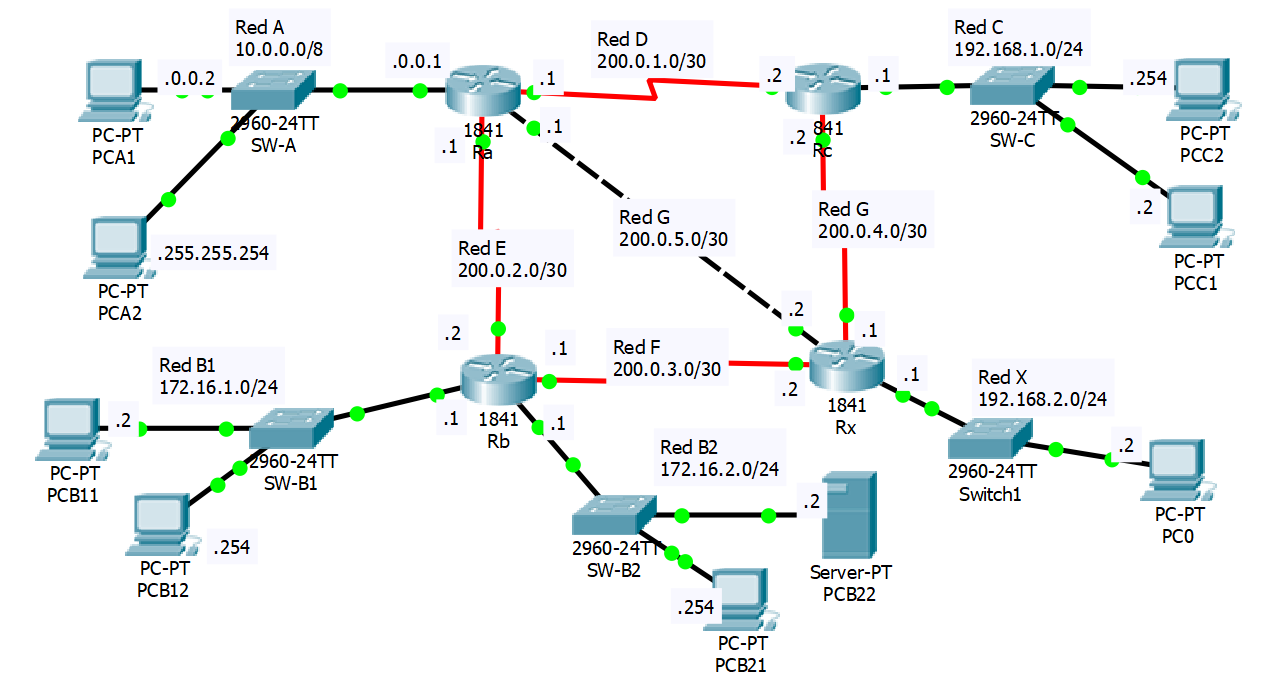 Red A
10.0.0.0/8
.0.0.1
Red D
200.0.1.0/30
Red C
192.168.1.0/24
.0.0.2
.1
.2
.1
.254
PC-PT
PCA1
2960-24TT
SW-A
1841
Ra
.1
.1
841
Rc
.2
2960-24TT
SW-C
PC-PT
PCC2
.2
PC-PT
PCC1
.255.255.254
PC-PT
PCA2
Red E
200.0.2.0/30
Red G
200.0.5.0/30
Red G
200.0.4.0/30
.2
.1
.2
.1
Red B1
172.16.1.0/24
Red F
200.0.3.0/30
.2
.1
Red X
192.168.2.0/24
.2
.1
1841
Rb
.1
1841
Rx
.2
PC-PT
PCB11
2960-24TT
SW-B1
Red B2
172.16.2.0/24
2960-24TT
Switch1
PC-PT
PC0
.254
PC-PT
PCB12
2960-24TT
SW-B2
.2
Server-PT
PCB22
.254
PC-PT
PCB21